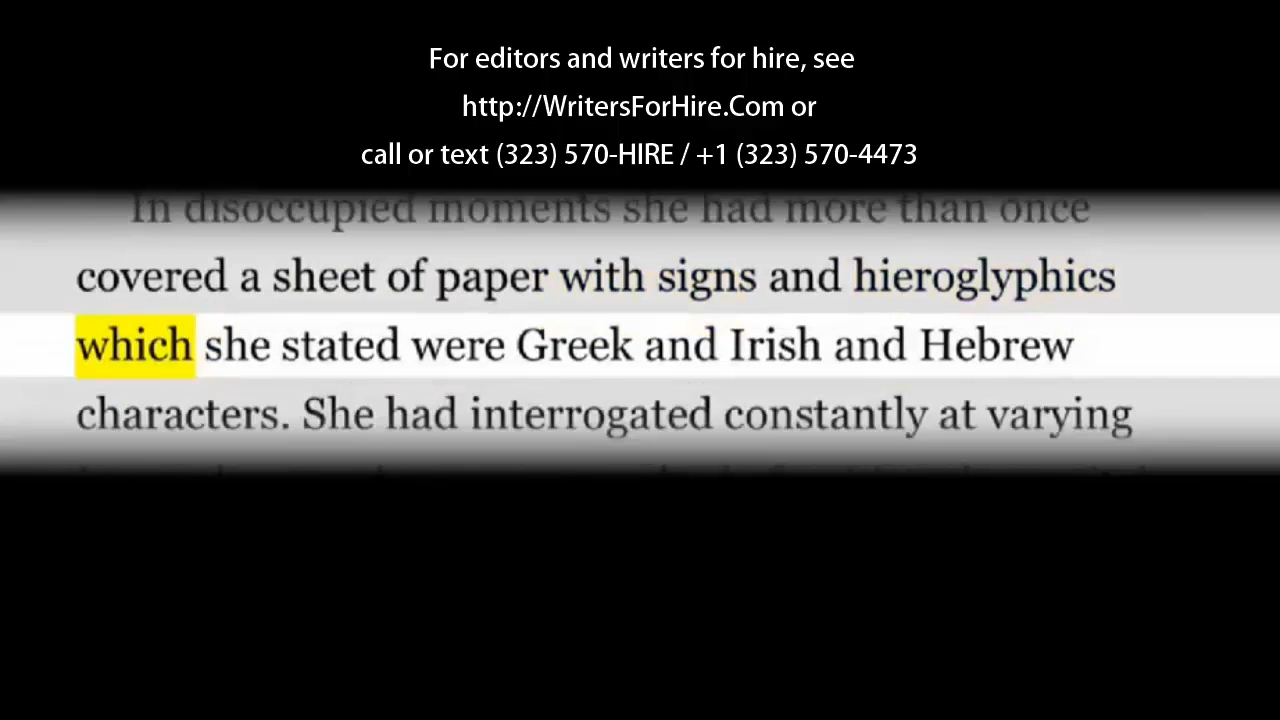 For editors and writers for hire, see
http://WritersForHire.Com or
call or text (323) 570-HIRE / +1 (323) 570-4473
In disoccupied moments she had more than once
covered a sheet of paper with signs and hieroglyphics
which she stated were Greek and Irish and Hebrew
characters. She had interrogated constantly at varying